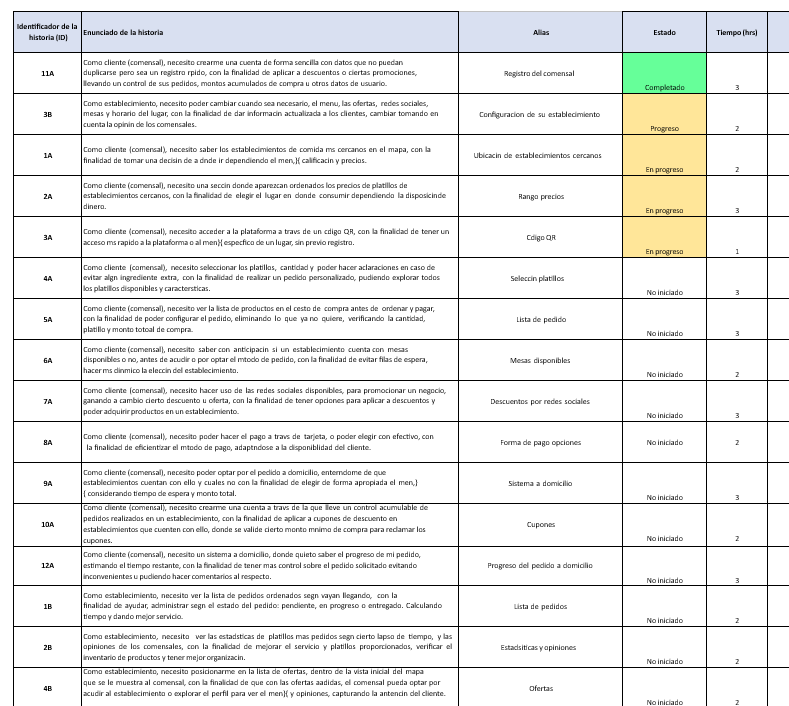 Identificador de la
historia (ID)
Enunciado de la historia
Alias
Estado
Tiempo (hrs)
11A
Como cliente (comensal), necesito crearme una cuenta de forma sencilla con datos que no puedan
duplicarse pero sea un registro rpido, con la finalidad de aplicar a descuentos o ciertas promociones,
llevando un control de sus pedidos, montos acumulados de compra u otros datos de usuario.
Registro del comensal
Completado
3
3B
Como establecimiento, necesito poder cambiar cuando sea necesario, el menu, las ofertas, redes sociales,
mesas y horario del lugar, con la finalidad de dar informacin actualizada a los clientes, cambiar tomando en
cuenta la opinin de los comensales.
Configuracion de su establecimiento
Progreso
2
1A
Como cliente (comensal), necesito saber los establecimientos de comida ms cercanos en el mapa, con la
finalidad de tomar una decisin de a dnde ir dependiendo el men,}{ calificacin y precios.
Ubicacin de establecimientos cercanos
En progreso
2
2A
Como cliente (comensal), necesito una seccin donde aparezcan ordenados los precios de platillos de
establecimientos cercanos, con la finalidad de elegir el lugar en donde consumir dependiendo la disposicinde
dinero.
Rango precios
En progreso
3
3A
Como cliente (comensal), necesito acceder a la plataforma a travs de un cdigo QR, con la finalidad de tener un
acceso ms rapido a la plataforma o al men}{ especfico de un lugar, sin previo registro.
Cdigo QR
En progreso
1
4A
Como cliente (comensal), necesito seleccionar los platillos, cantidad y poder hacer aclaraciones en caso de
evitar algn ingrediente extra, con la finalidad de realizar un pedido personalizado, pudiendo explorar todos
los platillos disponibles y caractersticas.
Seleccin platillos
No iniciado
3
5A
Como cliente (comensal), necesito ver la lista de productos en el cesto de compra antes de ordenar y pagar,
con la finalidad de poder configurar el pedido, eliminando lo que ya no quiere, verificando la cantidad,
platillo y monto totoal de compra.
Lista de pedido
No iniciado
3
6A
Como cliente (comensal), necesito saber con anticipacin si un establecimiento cuenta con mesas
disponibles o no, antes de acudir o por optar el mtodo de pedido, con la finalidad de evitar filas de espera,
hacer ms dinmico la eleccin del establecimiento.
Mesas disponibles
No iniciado
2
7A
Como cliente (comensal), necesito hacer uso de las redes sociales disponibles, para promocionar un negocio,
ganando a cambio cierto descuento u oferta, con la finalidad de tener opciones para aplicar a descuentos y
poder adquirir productos en un establecimiento.
Descuentos por redes sociales
No iniciado
3
8A
Como cliente (comensal), necesito poder hacer el pago a travs de tarjeta, o poder elegir con efectivo, con
la finalidad de eficientizar el mtodo de pago, adaptndose a la disponiblidad del cliente.
Forma de pago opciones
No iniciado
2
9A
Como cliente (comensal), necesito poder optar por el pedido a domicilio, enterndome de que
establecimientos cuentan con ello y cuales no con la finalidad de elegir de forma apropiada el men,}
{ considerando tiempo de espera y monto total.
Sistema a domicilio
No iniciado
3
10A
Como cliente (comensal), necesito crearme una cuenta a travs de la que lleve un control acumulable de
pedidos realizados en un establecimiento, con la finalidad de aplicar a cupones de descuento en
establecimientos que cuenten con ello, donde se valide cierto monto mnimo de compra para reclamar los
cupones.
Cupones
No iniciado
2
12A
Como cliente (comensal), necesito un sistema a domicilio, donde quieto saber el progreso de mi pedido,
estimando el tiempo restante, con la finalidad de tener mas control sobre el pedido solicitado evitando
inconvenientes u pudiendo hacer comentarios al respecto.
Progreso del pedido a domicilio
No iniciado
3
1B
Como establecimiento, necesito ver la lista de pedidos ordenados segn vayan llegando, con la
finalidad de ayudar, administrar segn el estado del pedido: pendiente, en progreso o entregado. Calculando
tiempo y dando mejor servicio.
Lista de pedidos
No iniciado
2
2B
Como establecimiento, necesito ver las estadsticas de platillos mas pedidos segn cierto lapso de tiempo, y las
opiniones de los comensales, con la finalidad de mejorar el servicio y platillos proporcionados, verificar el
inventario de productos y tener mejor organizacin.
Estadsiticas y opiniones
No iniciado
2
4B
Como establecimiento, necesito posicionarme en la lista de ofertas, dentro de la vista inicial del mapa
que se le muestra al comensal, con la finalidad de que con las ofertas aadidas, el comensal pueda optar por
acudir al establecimiento o explorar el perfil para ver el men}{ y opiniones, capturando la antencin del cliente.
Ofertas
No iniciado
2